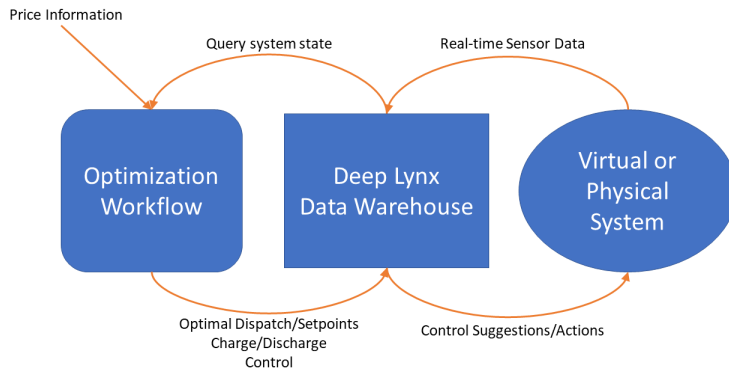 Price Information
Query system state
Real-time Sensor Data
Optimization
Workflow
Deep Lynx
Data Warehouse
Virtual or
Physical
System
Optimal Dispatch/Setpoints
Charge/Discharge
Control
Control Suggestions/Actions